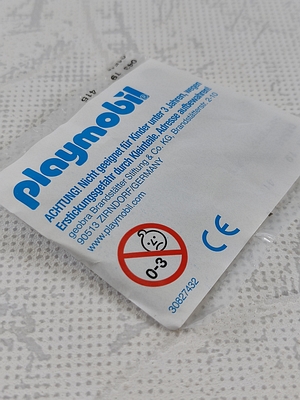 playmobil
ACHTUNG! Nicht geeignet für Kinder unter 3 Jahren, wegen
Erstickungsgefahr durch Kleinteile. Adresse aufbewahren!
geobra Brandstätter Stiftung & Co. KG, Brandstätterstr. 2-10
90513 ZIRNDORF/GERMANY
www.playmobil.com
0-3
CE
30827432